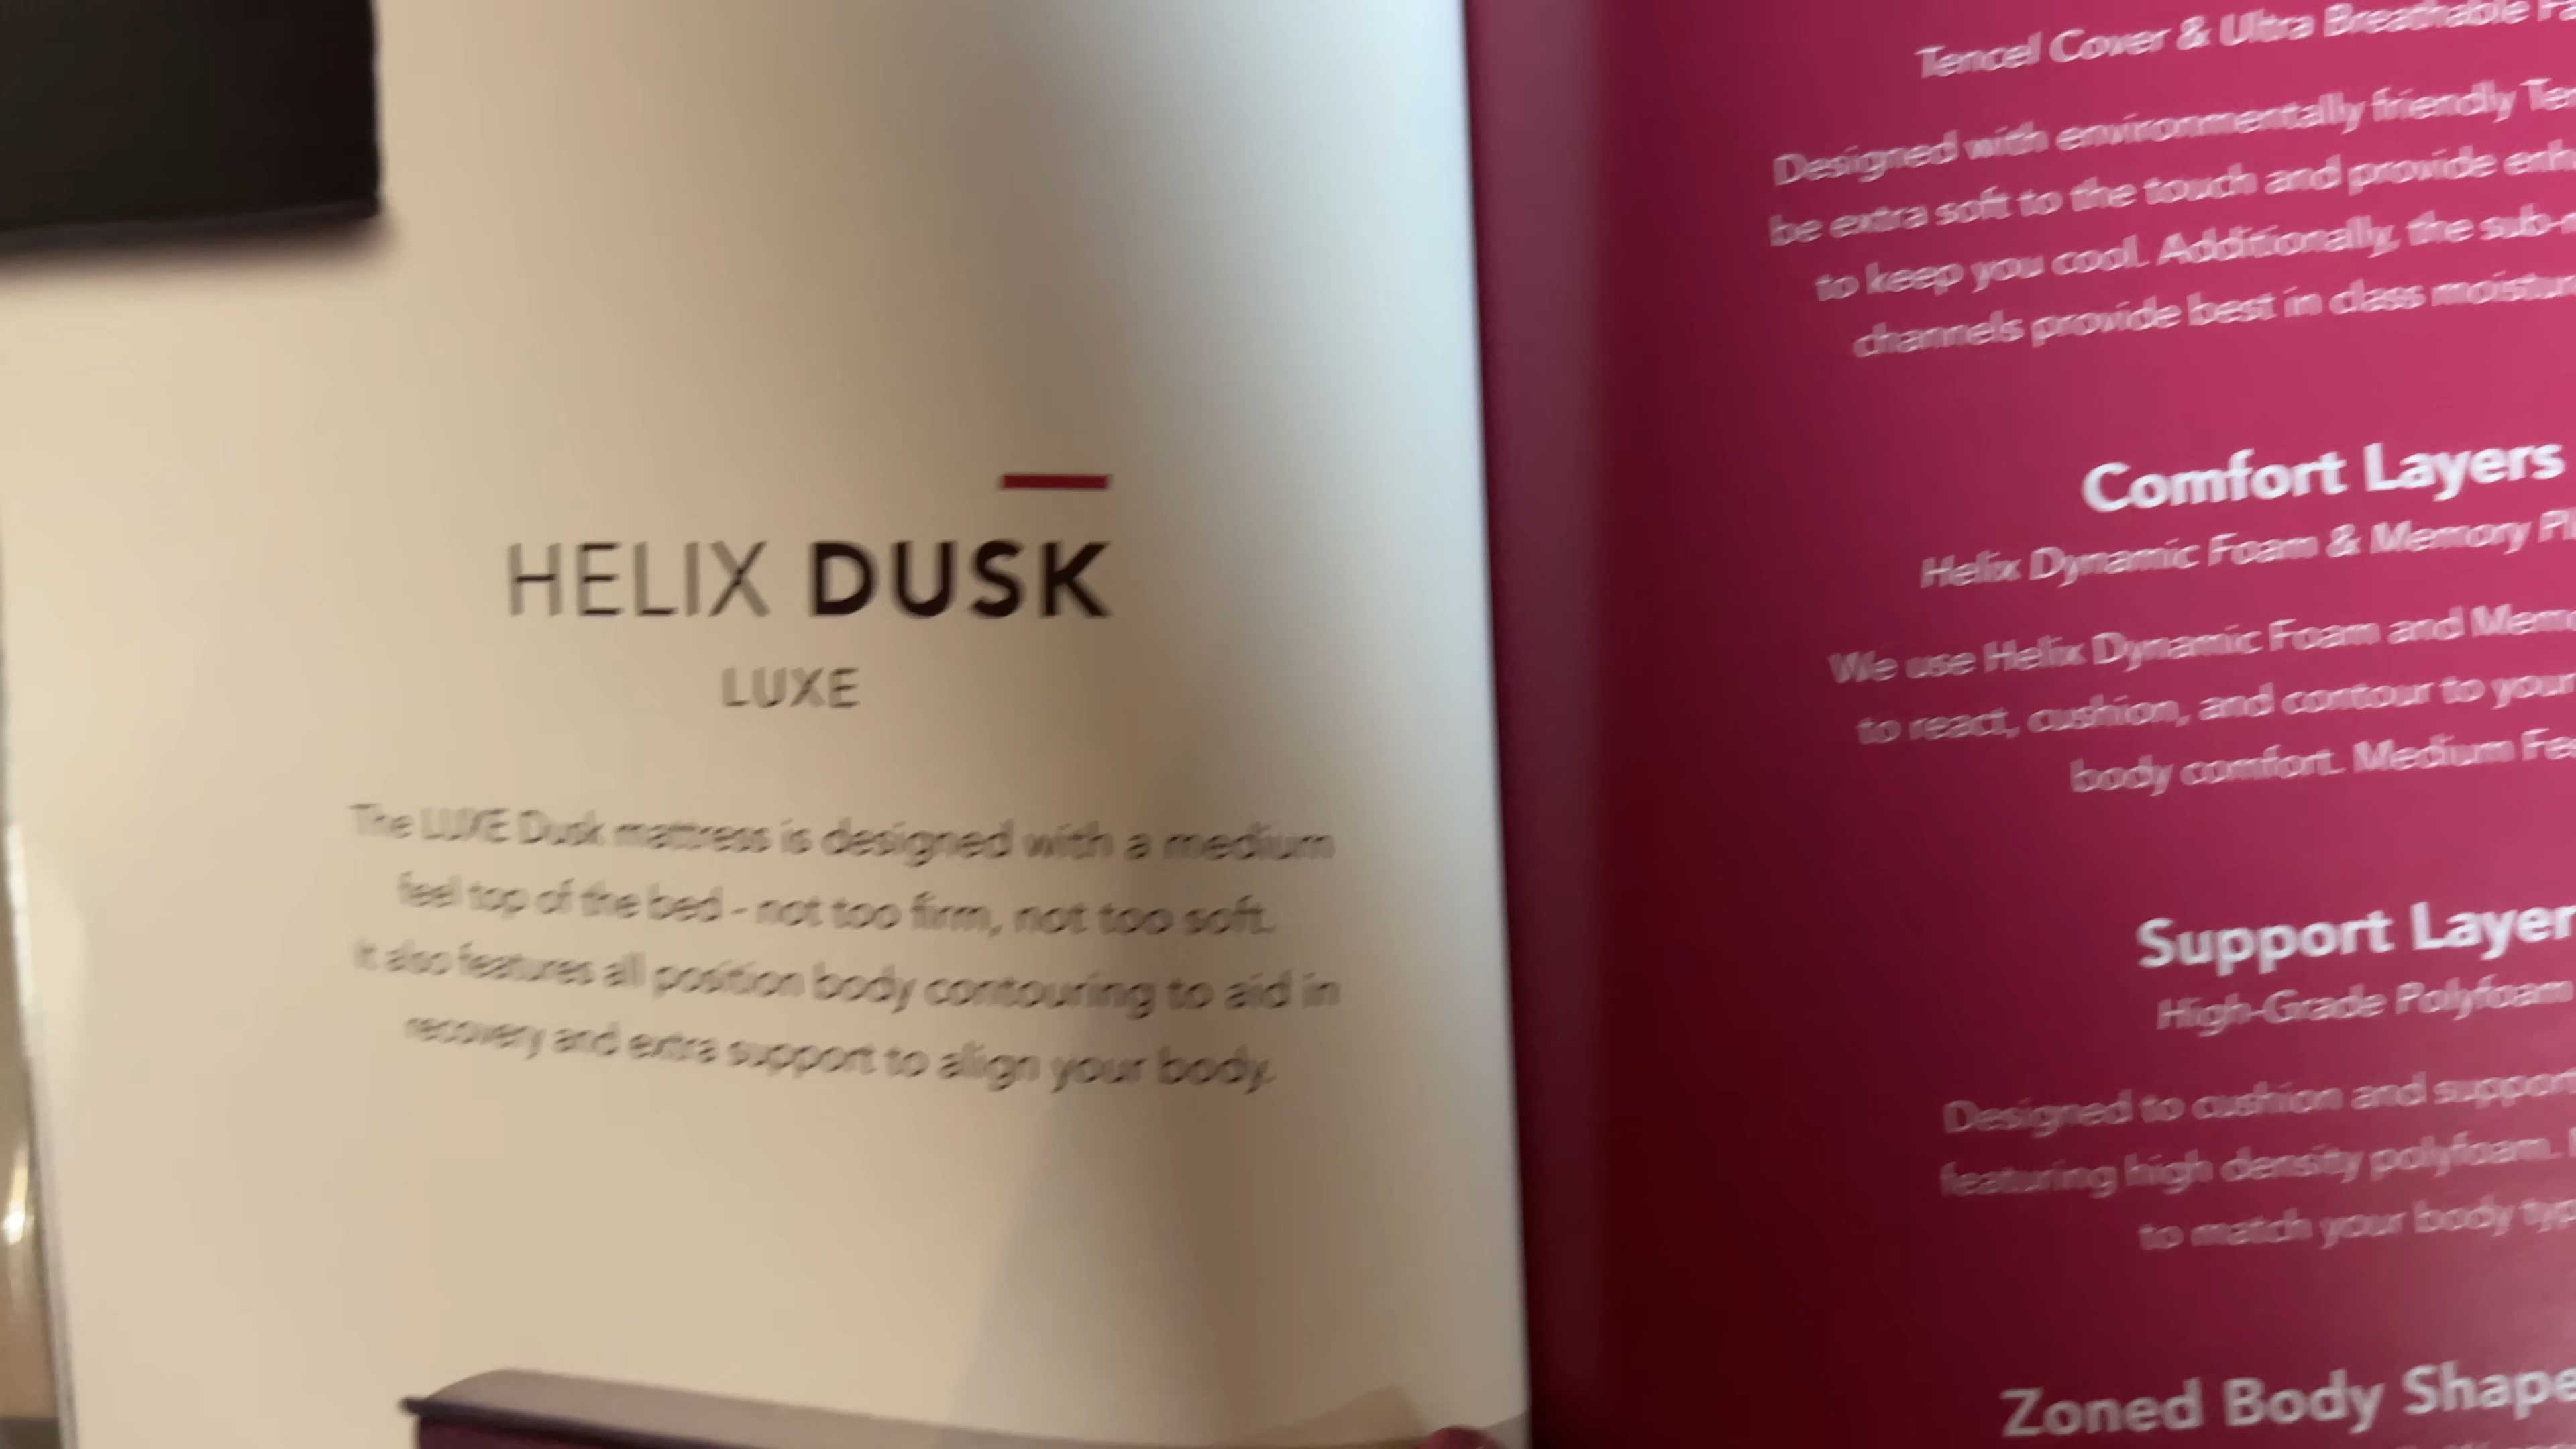 HELIX DUSK
LUXE
The LUXE Dusk mattress is designed with a medium
feel top of the bed - not too firm, not too soft.
It also features all position body contouring to aid in
recovery and extra support to align your body.
Tencel Cover & Ultra Breathable
Designed with environmentally friendly
be extra soft to the touch and provide
to keep you cool. Additionally, the
channels provide best in class
Comfort Layers
Helix Dynamic Foam & Memory
We use Helix Dynamic Foam and
to react, cushion, and contour to your
body comfort. Medium
Support
High-Grade Polyfoam
Designed to cushion and
featuring high density polyfoam.
to match your body
Zoned Body